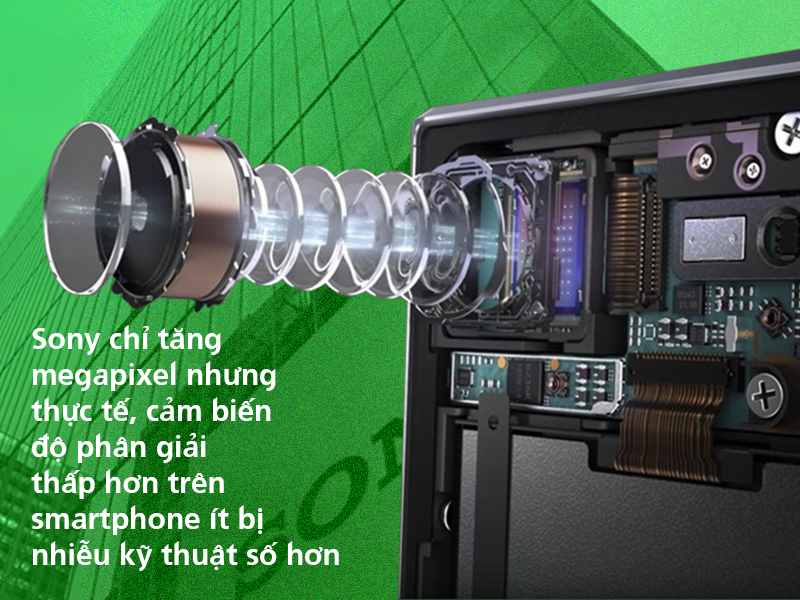 Sony chỉ tăng
megapixel nhưng
thực tế, cảm biến
độ phân giải
thấp hơn trên
smartphone ít bị
nhiễu kỹ thuật số hơn
SON